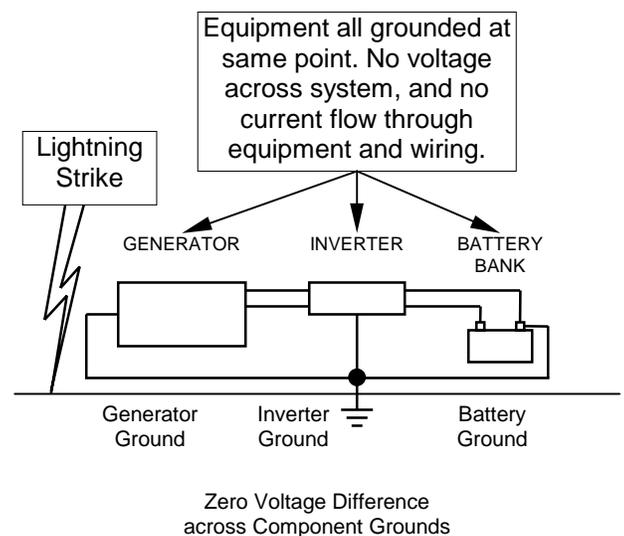 Equipment all grounded at
same point. No voltage
across system, and no
current flow through
equipment and wiring.
Lightning
Strike
GENERATOR
INVERTER
BATTERY
BANK
Generator
Ground
Inverter
Ground
Battery
Ground
Zero Voltage Difference
across Component Grounds